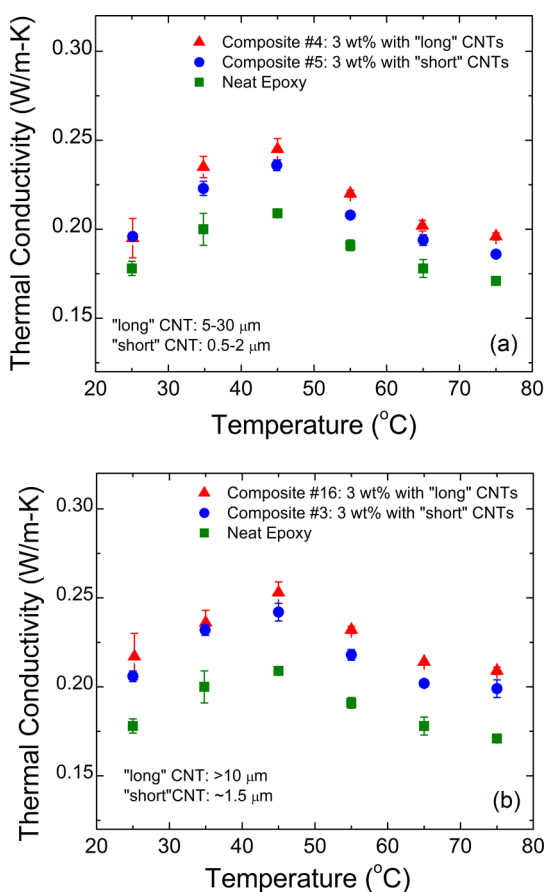 Thermal Conductivity (W/m-K)
0.30
0.25
0.20
0.15
Composite #4: 3 wt% with "long" CNTs
Composite #5: 3 wt% with "short" CNTs
Neat Epoxy
"long" CNT: 5-30 μm
"short" CNT: 0.5-2 μm
(a)
20 30 40 50 60 70 80
Temperature (°C)
Thermal Conductivity (W/m-K)
0.30
0.25
0.20
0.15
Composite #16: 3 wt% with "long" CNTs
Composite #3: 3 wt% with "short" CNTs
Neat Epoxy
"long" CNT: >10 μm
"short"CNT: ~1.5 μm
(b)
20 30 40 50 60 70 80
Temperature (°C)